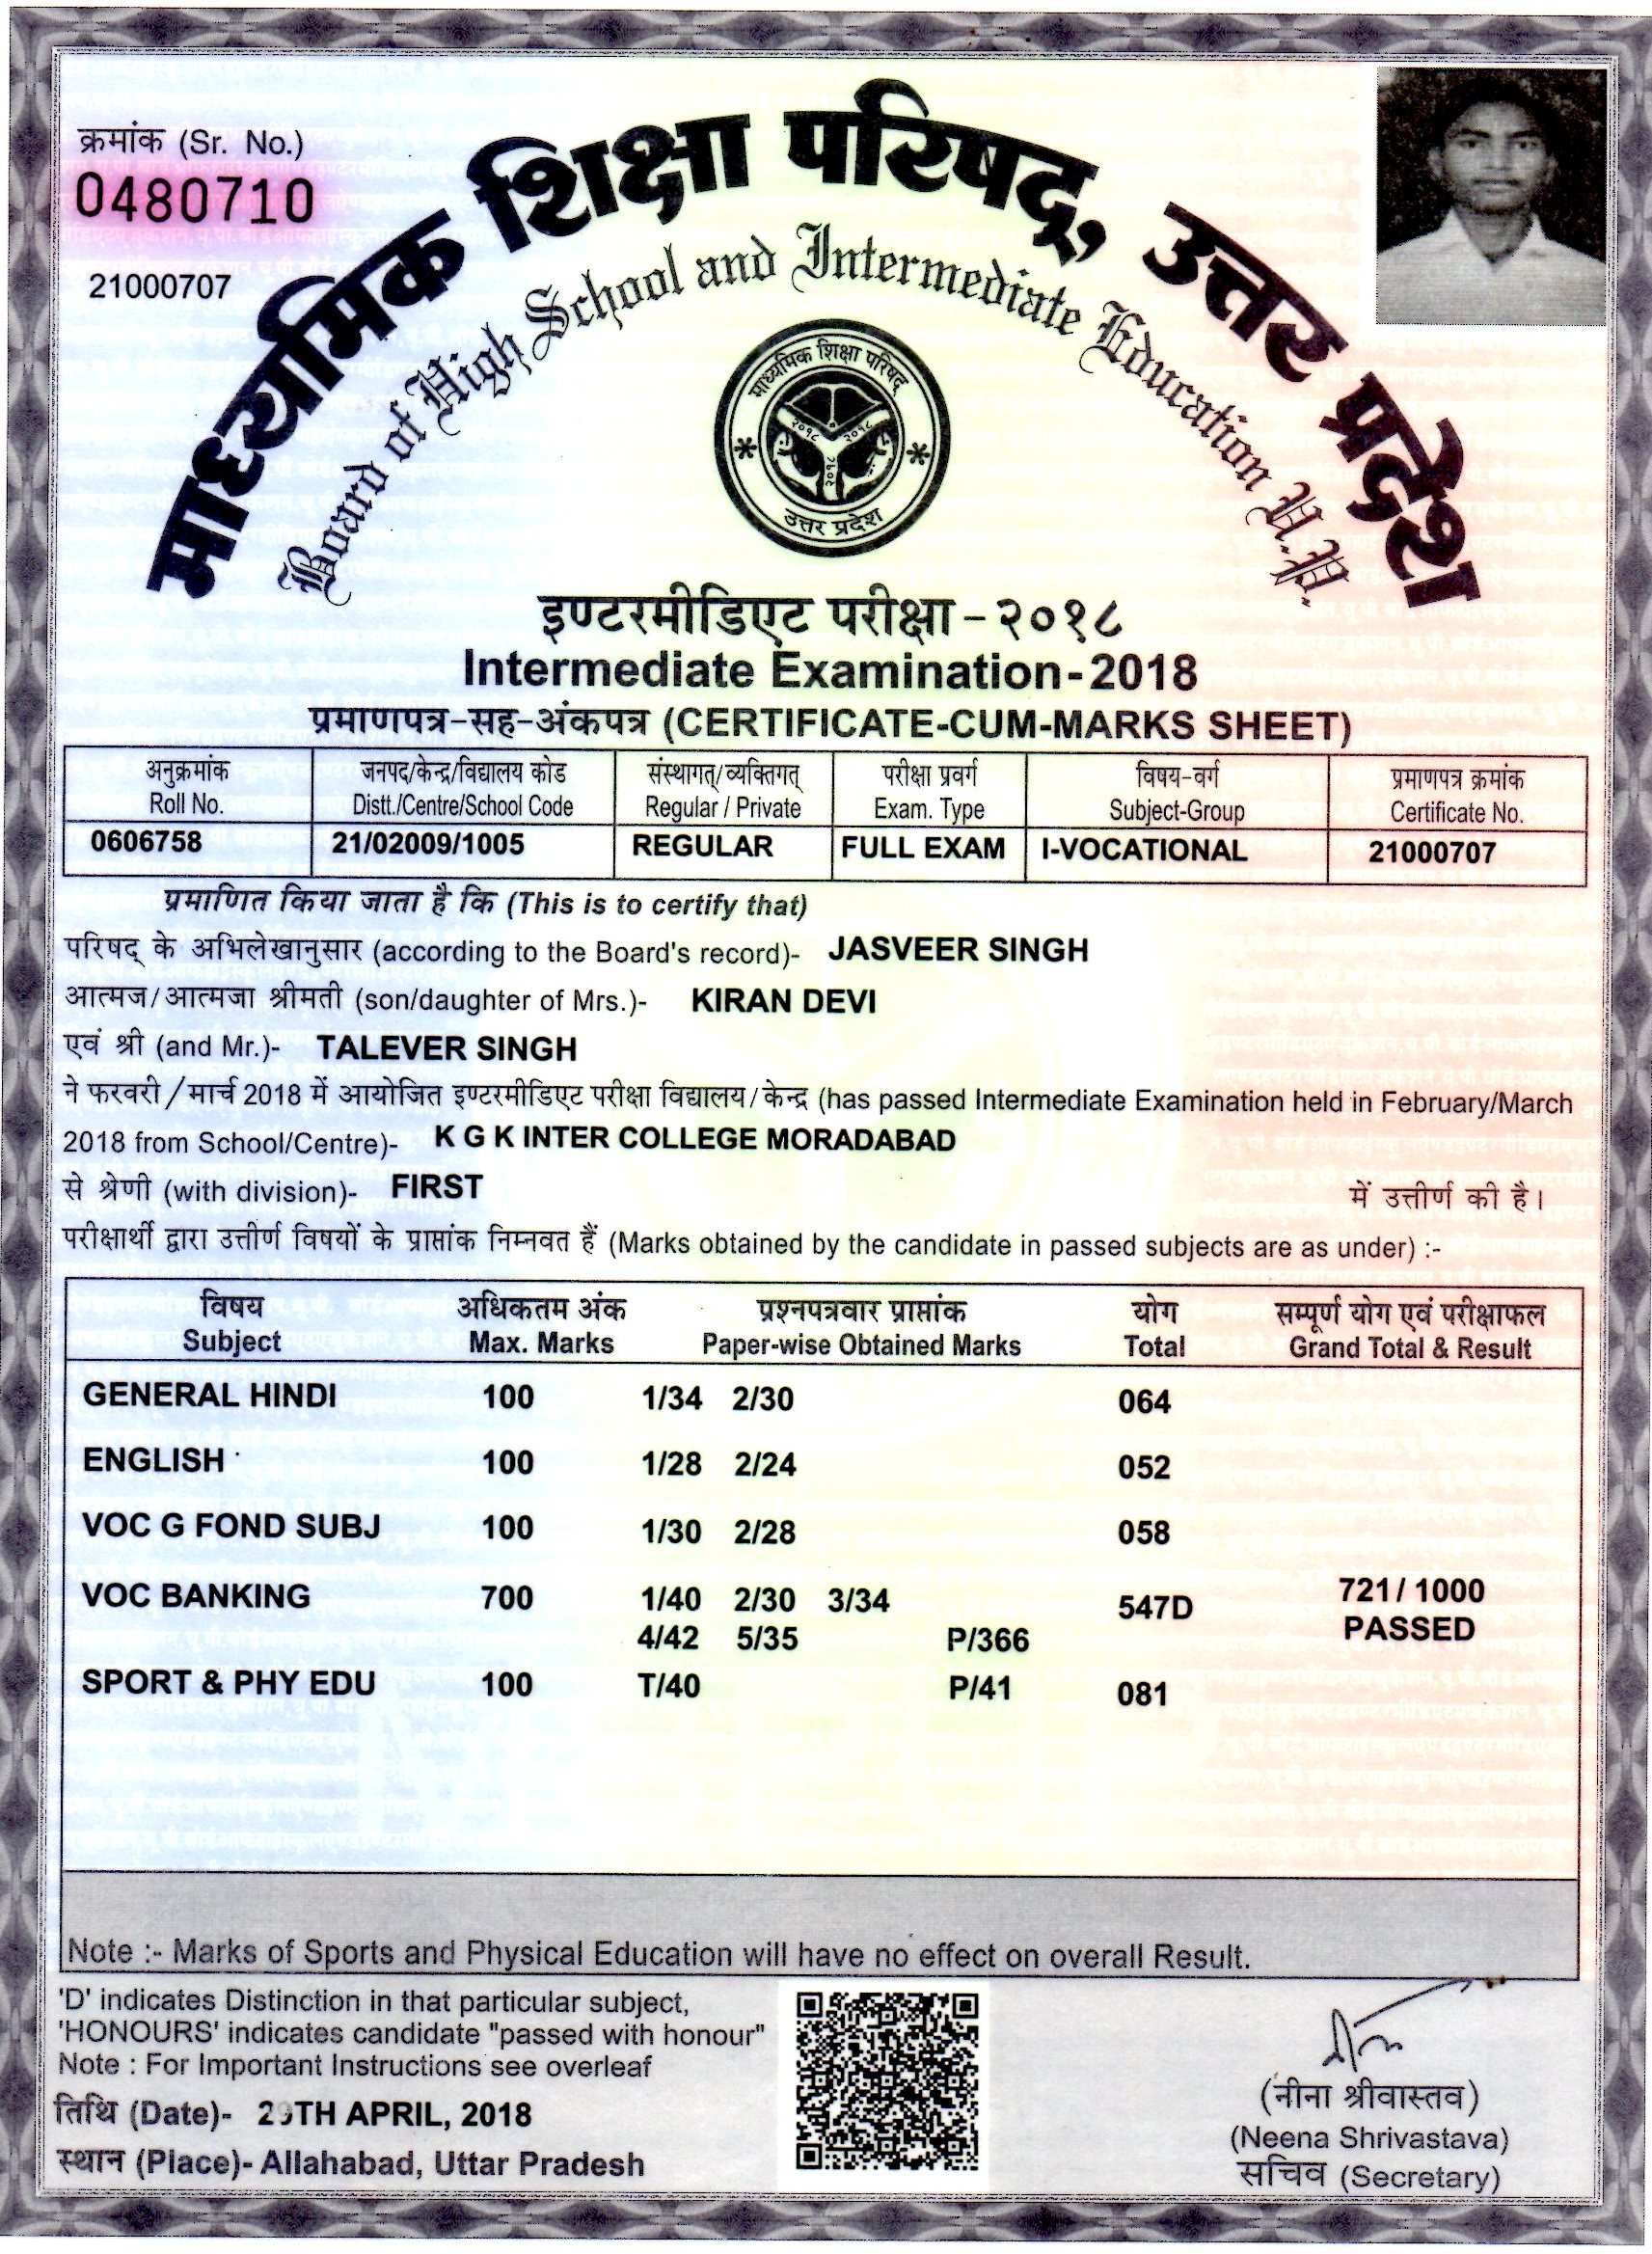 क्रमांक (Sr. No.)
0480710
21000707
माध्यमिक शिक्षा परिषद्, उत्तर प्रदेश
Board of High School and Intermediate Education U.P.
माध्यमिक शिक्षा परिषद्
२०१८ २०१८
२०१८
उत्तर प्रदेश
इण्टरमीडिएट परीक्षा - २०१८
Intermediate Examination - 2018
प्रमाणपत्र-सह-अंकपत्र (CERTIFICATE-CUM-MARKS SHEET)
अनुक्रमांक जनपद/केन्द्र/विद्यालय कोड संस्थागत्/व्यक्तिगत् परीक्षा प्रवर्ग विषय-वर्ग प्रमाणपत्र क्रमांक
Roll No. Distt./Centre/School Code Regular / Private Exam. Type Subject-Group Certificate No.
0606758 21/02009/1005 REGULAR FULL EXAM I-VOCATIONAL 21000707
प्रमाणित किया जाता है कि (This is to certify that)
परिषद् के अभिलेखानुसार (according to the Board's record)- JASVEER SINGH
आत्मज/आत्मजा श्रीमती (son/daughter of Mrs.)- KIRAN DEVI
एवं श्री (and Mr.)- TALEVER SINGH
ने फरवरी/मार्च 2018 में आयोजित इण्टरमीडिएट परीक्षा विद्यालय/केन्द्र (has passed Intermediate Examination held in February/March
2018 from School/Centre)- K G K INTER COLLEGE MORADABAD
से श्रेणी (with division)- FIRST में उत्तीर्ण की है।
परीक्षार्थी द्वारा उत्तीर्ण विषयों के प्राप्तांक निम्नवत हैं (Marks obtained by the candidate in passed subjects are as under) :-
विषय अधिकतम अंक प्रश्नपत्रवार प्राप्तांक योग सम्पूर्ण योग एवं परीक्षाफल
Subject Max. Marks Paper-wise Obtained Marks Total Grand Total & Result
GENERAL HINDI 100 1/34 2/30 064
ENGLISH 100 1/28 2/24 052
VOC G FOND SUBJ 100 1/30 2/28 058
VOC BANKING 700 1/40 2/30 3/34 547D 721/ 1000
4/42 5/35 P/366 PASSED
SPORT & PHY EDU 100 T/40 P/41 081
Note :- Marks of Sports and Physical Education will have no effect on overall Result.
'D' indicates Distinction in that particular subject,
'HONOURS' indicates candidate "passed with honour"
Note : For Important Instructions see overleaf
तिथि (Date)- 29TH APRIL, 2018
स्थान (Place)- Allahabad, Uttar Pradesh
(नीना श्रीवास्तव)
(Neena Shrivastava)
सचिव (Secretary)